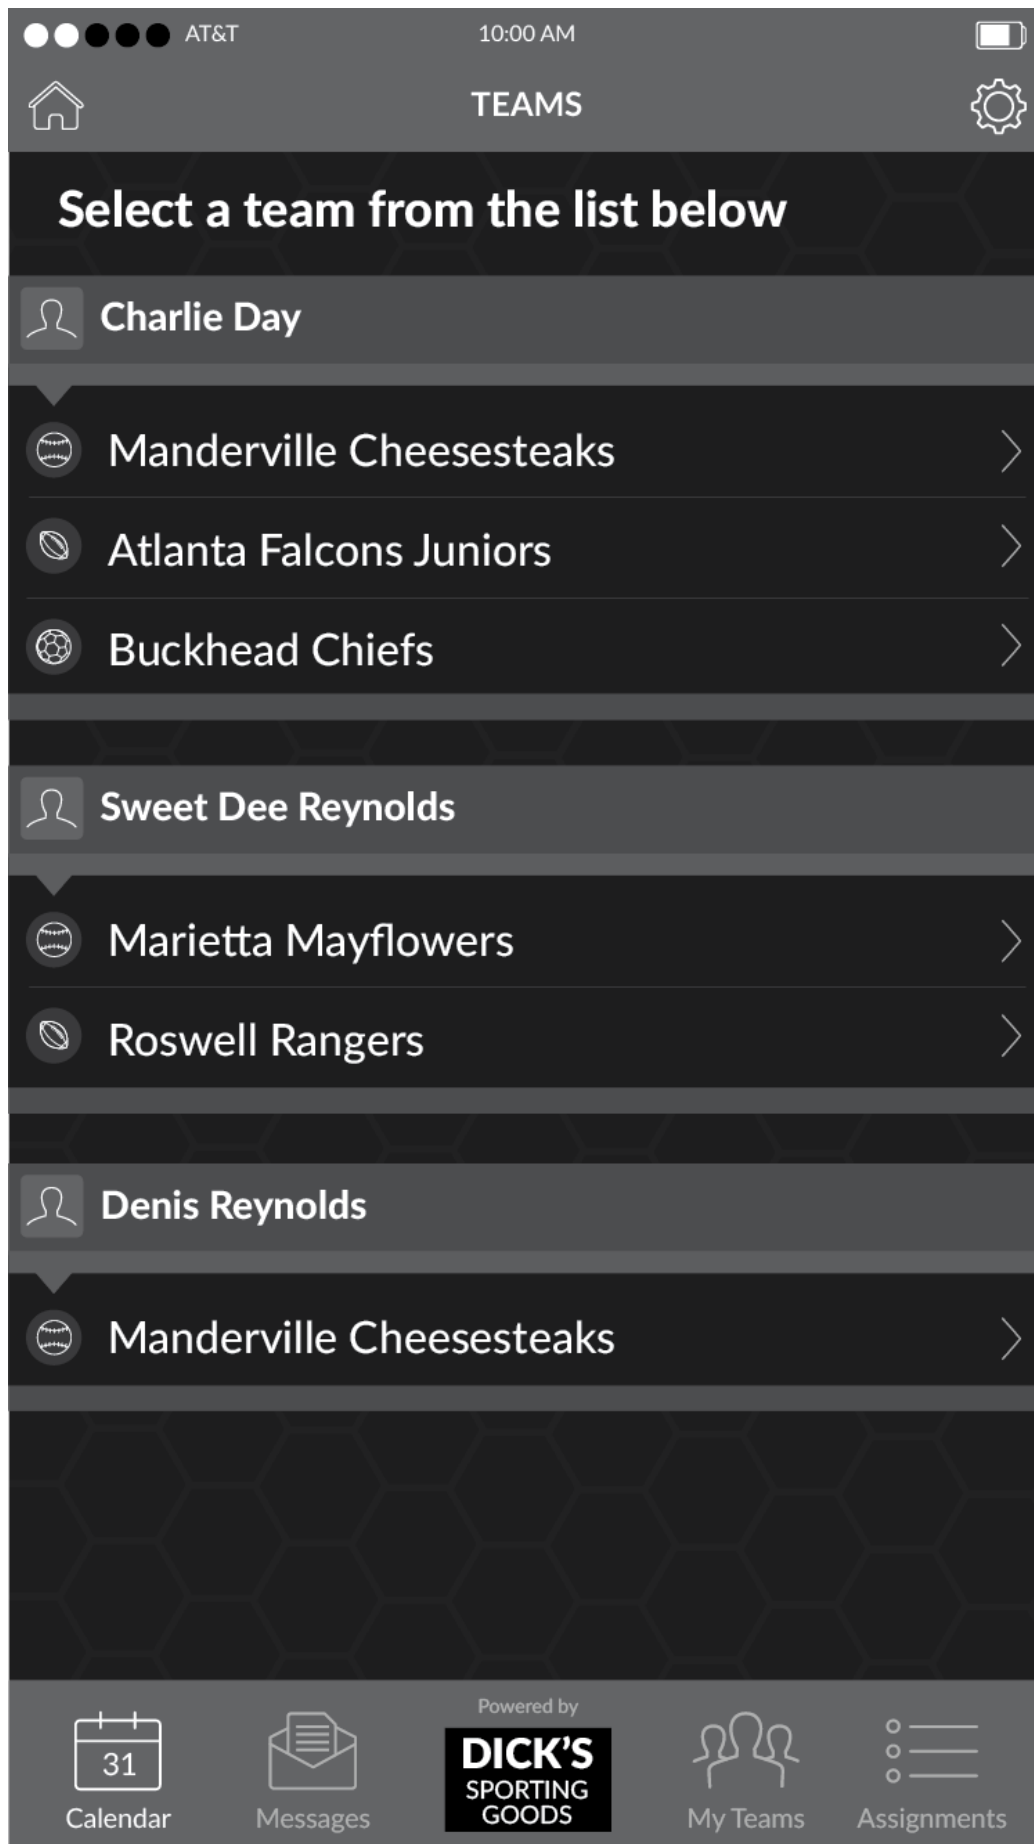 AT&T 10:00 AM
TEAMS
Select a team from the list below
Charlie Day
Manderville Cheesesteaks
Atlanta Falcons Juniors
Buckhead Chiefs
Sweet Dee Reynolds
Marietta Mayflowers
Roswell Rangers
Denis Reynolds
Manderville Cheesesteaks
31
Calendar
Messages
Powered by
DICK'S
SPORTING
GOODS
My Teams
Assignments